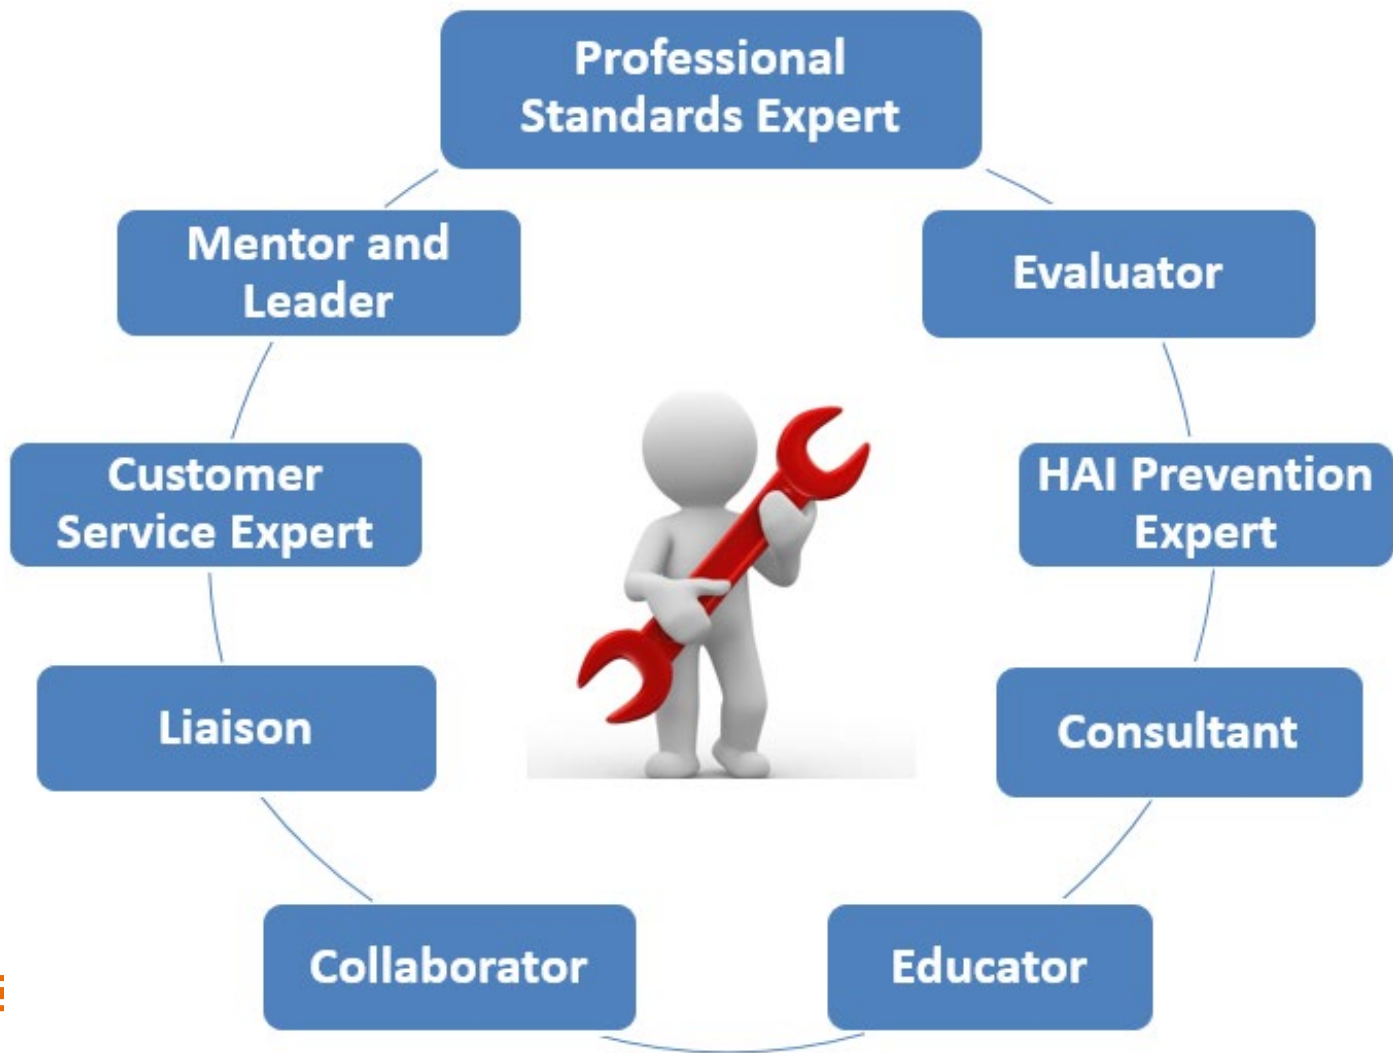 Professional
Standards Expert
Mentor and
Leader
Evaluator
Customer
Service Expert
HAI Prevention
Expert
Liaison
Consultant
Collaborator
Educator